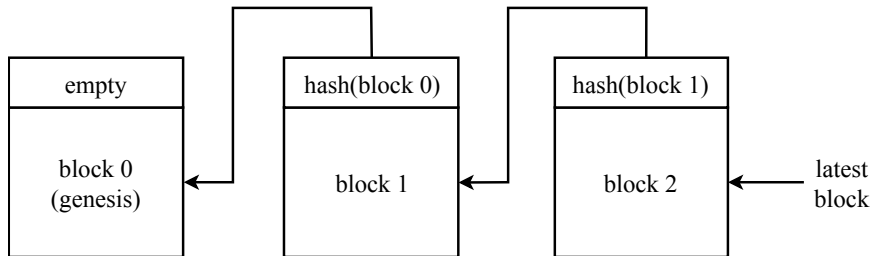 empty
hash(block 0)
hash(block 1)
block 0
(genesis)
block 1
block 2
latest
block